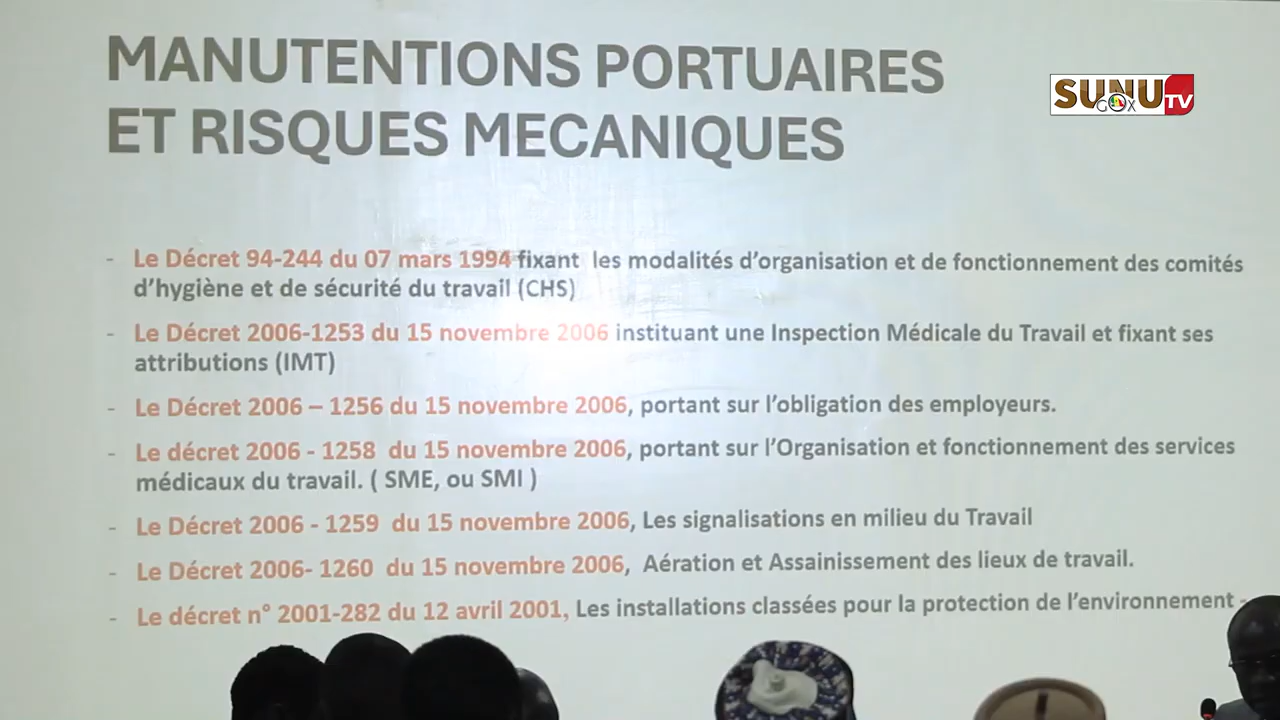 MANUTENTIONS PORTUAIRES
ET RISQUES MECANIQUES
SUNU
GOX
TV
- Le Décret 94-244 du 07 mars 1994 fixant les modalités d'organisation et de fonctionnement des comités
d'hygiène et de sécurité du travail (CHS)
- Le Décret 2006-1253 du 15 novembre 2006 instituant une Inspection Médicale du Travail et fixant ses
attributions (IMT)
- Le Décret 2006 – 1256 du 15 novembre 2006, portant sur l'obligation des employeurs.
- Le décret 2006 - 1258 du 15 novembre 2006, portant sur l'Organisation et fonctionnement des services
médicaux du travail. ( SME, ou SMI )
- Le Décret 2006 - 1259 du 15 novembre 2006, Les signalisations en milieu du Travail
- Le Décret 2006- 1260 du 15 novembre 2006, Aération et Assainissement des lieux de travail.
- Le décret n° 2001-282 du 12 avril 2001, Les installations classées pour la protection de l'environnement -